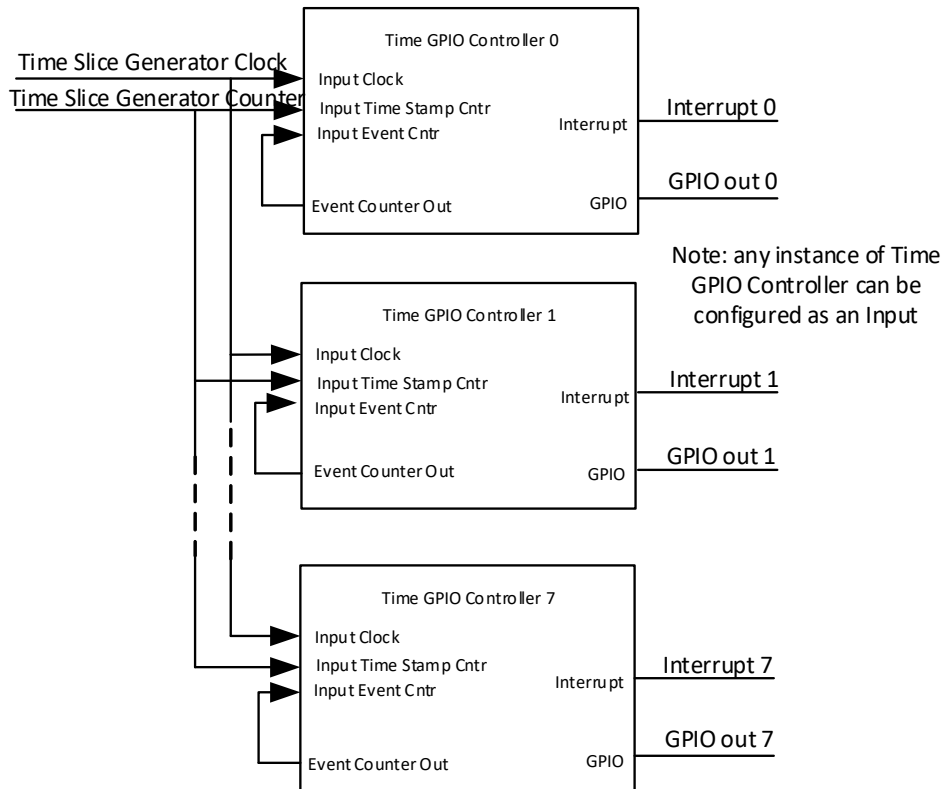 Time GPIO Controller 0
Time Slice Generator Clock
Input Clock
Time Slice Generator Counter
Input Time Stamp Cntr
Input Event Cntr
Interrupt
Interrupt 0
Event Counter Out
GPIO
GPIO out 0
Note: any instance of Time
GPIO Controller can be
configured as an Input
Time GPIO Controller 1
Input Clock
Input Time Stamp Cntr
Input Event Cntr
Interrupt
Interrupt 1
Event Counter Out
GPIO
GPIO out 1
Time GPIO Controller 7
Input Clock
Input Time Stamp Cntr
Input Event Cntr
Interrupt
Interrupt 7
Event Counter Out
GPIO
GPIO out 7